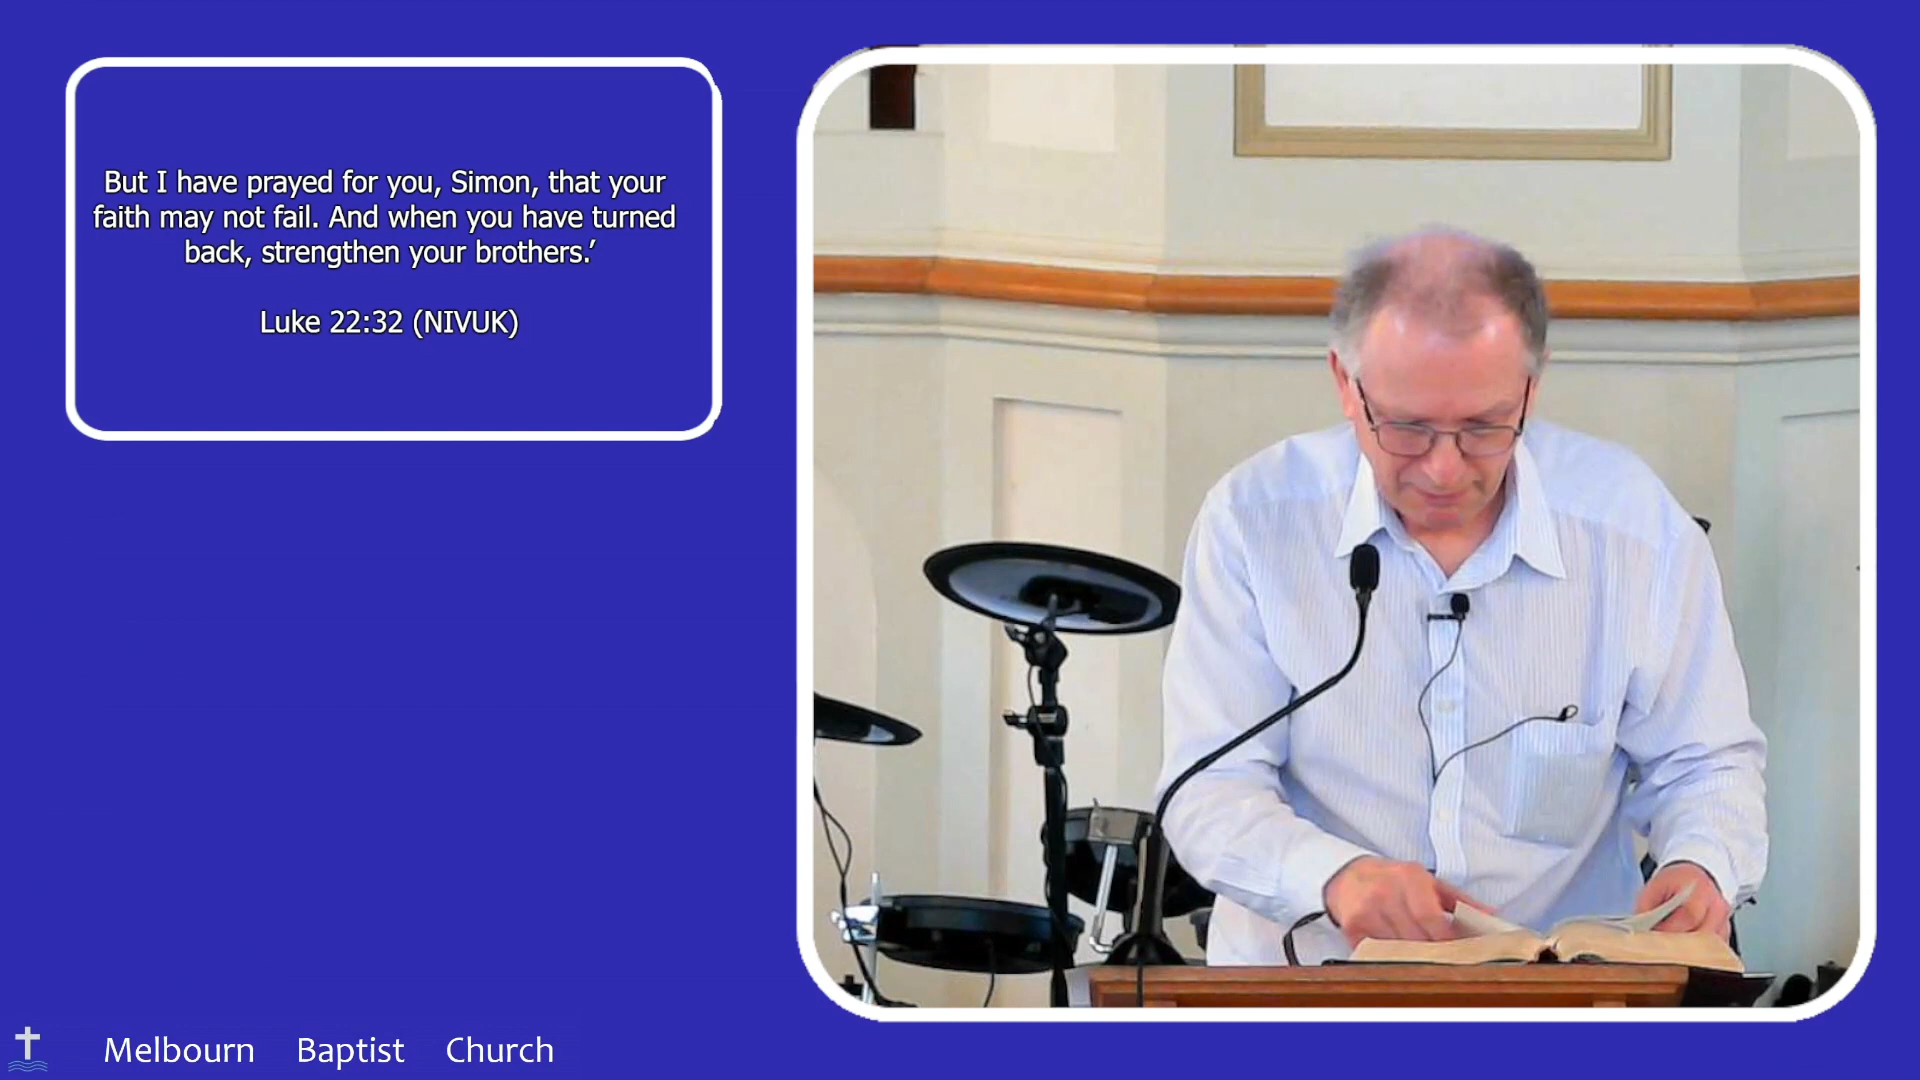 But I have prayed for you, Simon, that your
faith may not fail. And when you have turned
back, strengthen your brothers.’
Luke 22:32 (NIVUK)
Melbourn Baptist Church